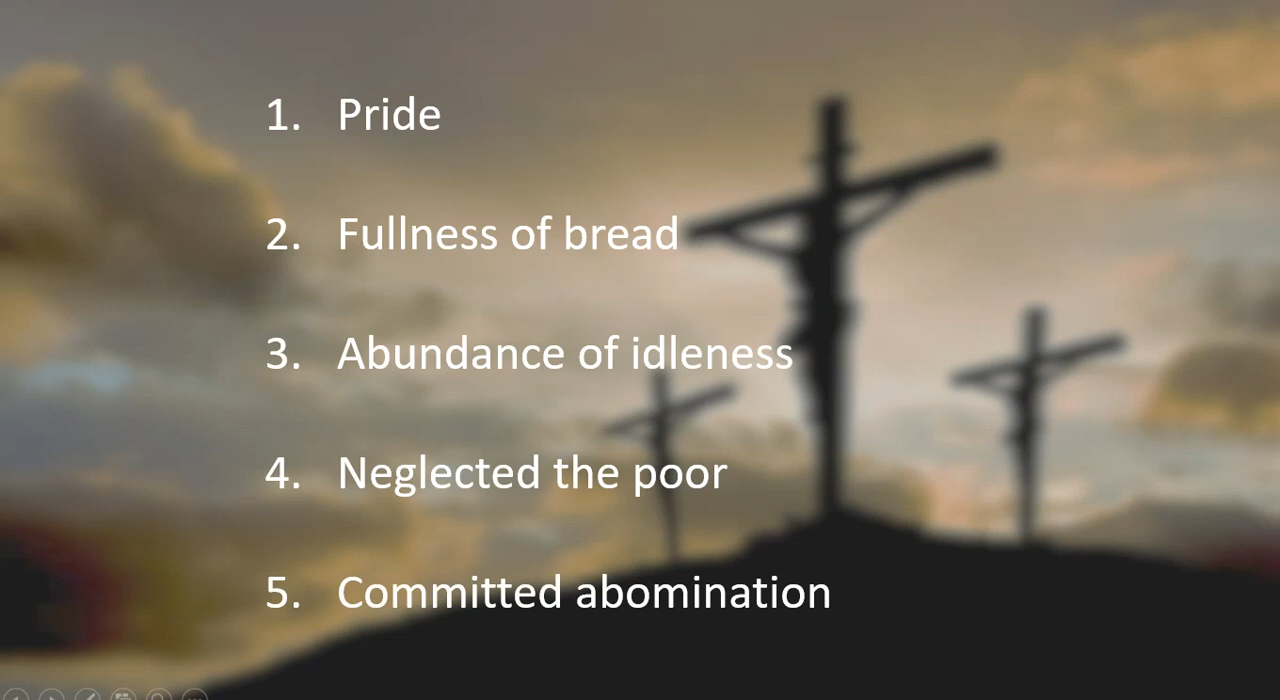 1. Pride
2. Fullness of bread
3. Abundance of idleness
4. Neglected the poor
5. Committed abomination